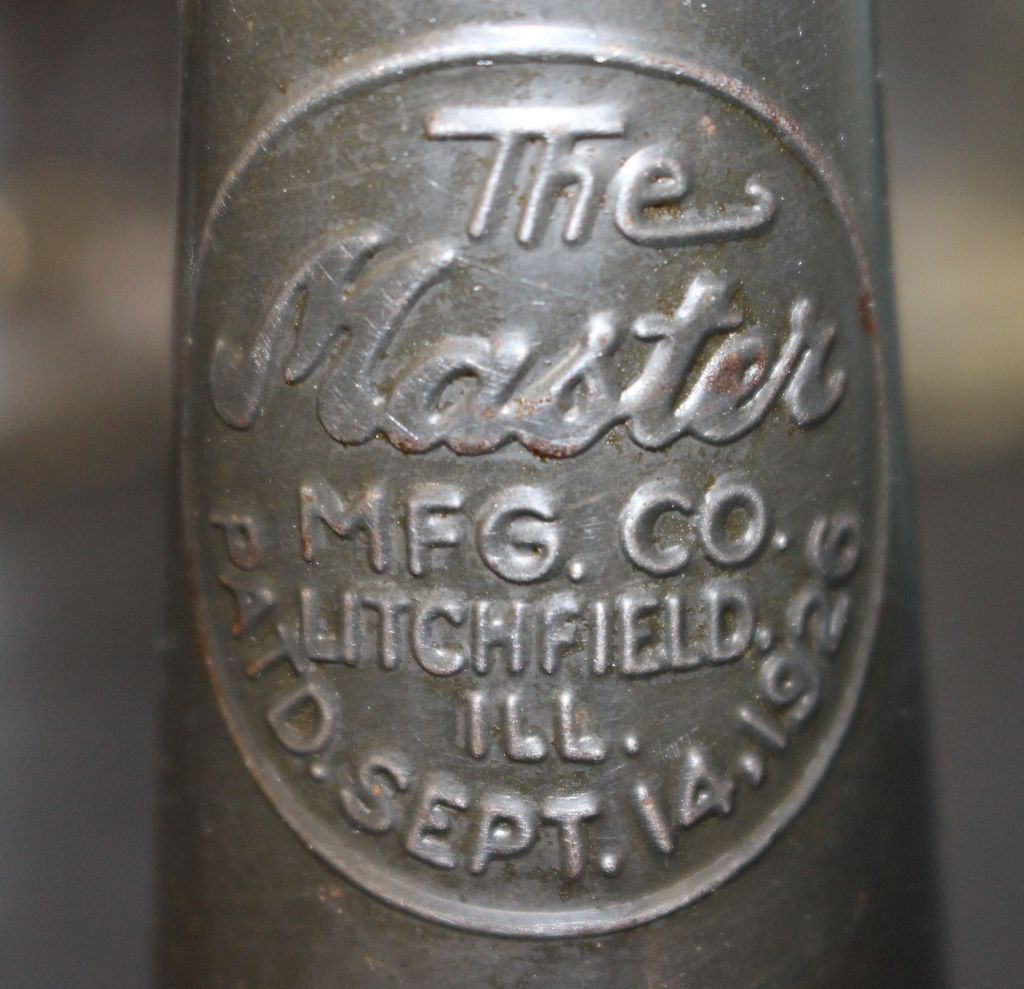 The
Master
MFG. CO.
LITCHFIELD.
ILL.
PAT'D. SEPT. 14, 1926